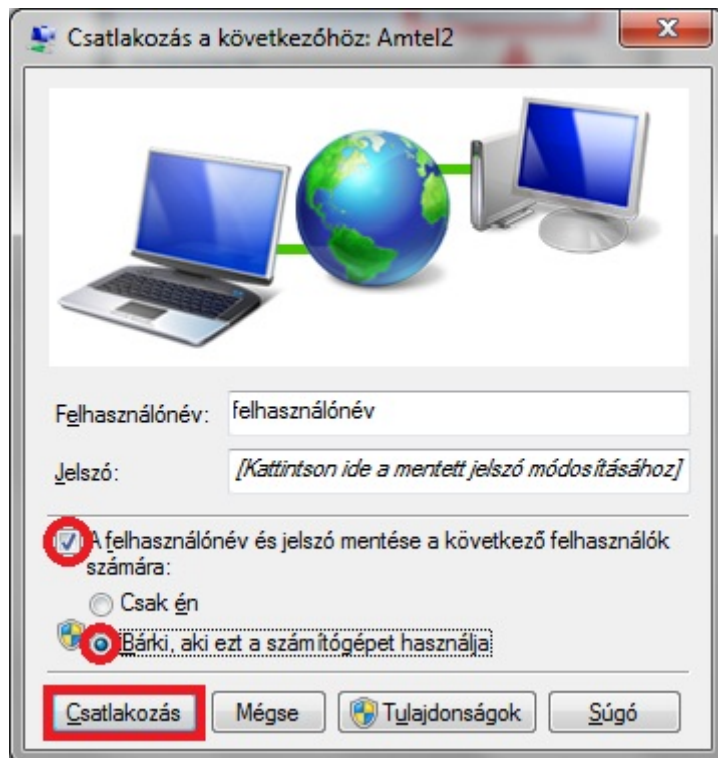 Csatlakozás a következőhöz: Amtel2
Felhasználónév: felhasználónév
Jelszó: [Kattintson ide a mentett jelszó módosításához]
A felhasználónév és jelszó mentése a következő felhasználók
számára:
Csak én
Bárki, aki ezt a számítógépet használja
Csatlakozás Mégse Tulajdonságok Súgó